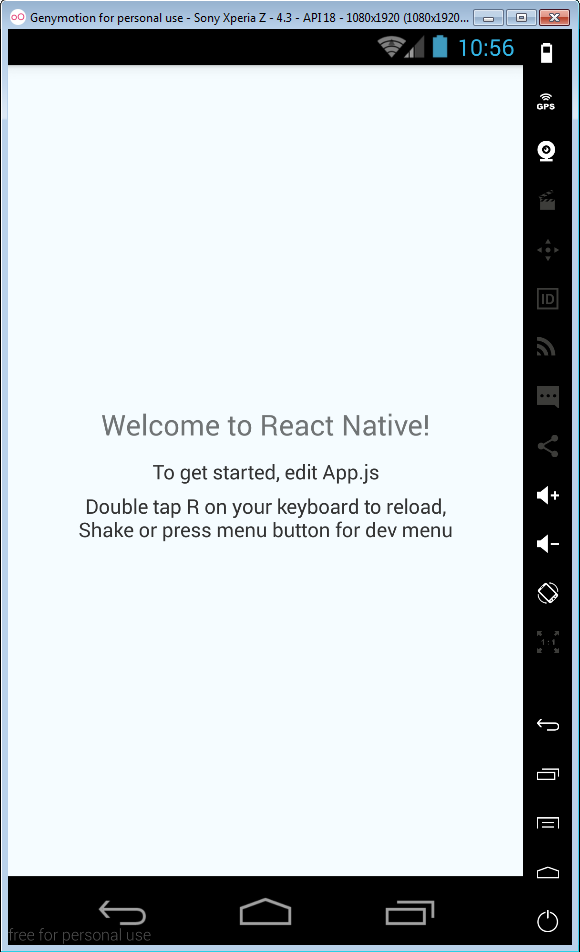 Genymotion for personal use - Sony Xperia Z - 4.3 - API 18 - 1080x1920 (1080x1920...
10:56
GPS
ID
Welcome to React Native!
To get started, edit App.js
Double tap R on your keyboard to reload,
Shake or press menu button for dev menu
1:1
free for personal use